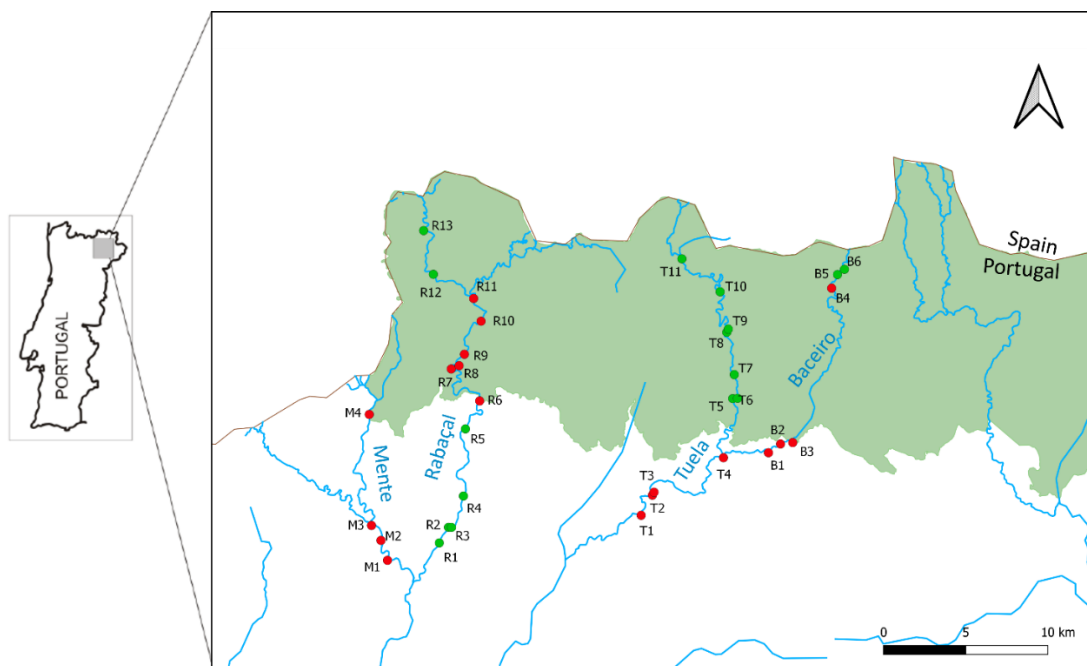 R13
Spain
Portugal
T11
B6
B5
R12
R11
T10
B4
R10
PORTUGAL
T9
T8
Baceiro
R9
R8
R7
T7
R6
T5
T6
M4
R5
Rabaçal
Mente
Tuela
B2
B3
B1
T4
T3
T2
R4
T1
M3
R2
R3
M2
R1
M1
0 5 10 km